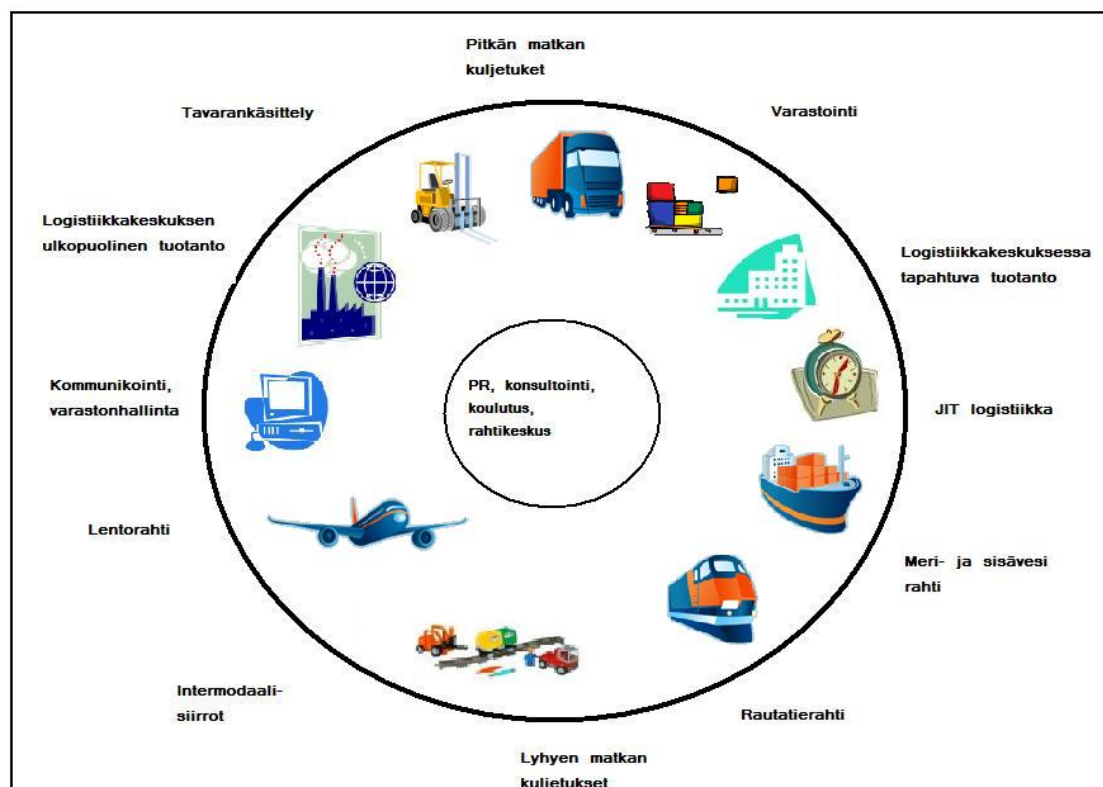 Pitkän matkan
kuljetuket
Tavarankäsittely
Varastointi
Logistiikkakeskuksen
ulkopuolinen tuotanto
Logistiikkakeskuksessa
tapahtuva tuotanto
Kommunikointi,
varastonhallinta
PR, konsultointi,
koulutus,
rahtikeskus
JIT logistiikka
Lentorahti
Meri- ja sisävesi
rahti
Intermodaali-
siirrot
Rautatierahti
Lyhyen matkan
kuljetukset